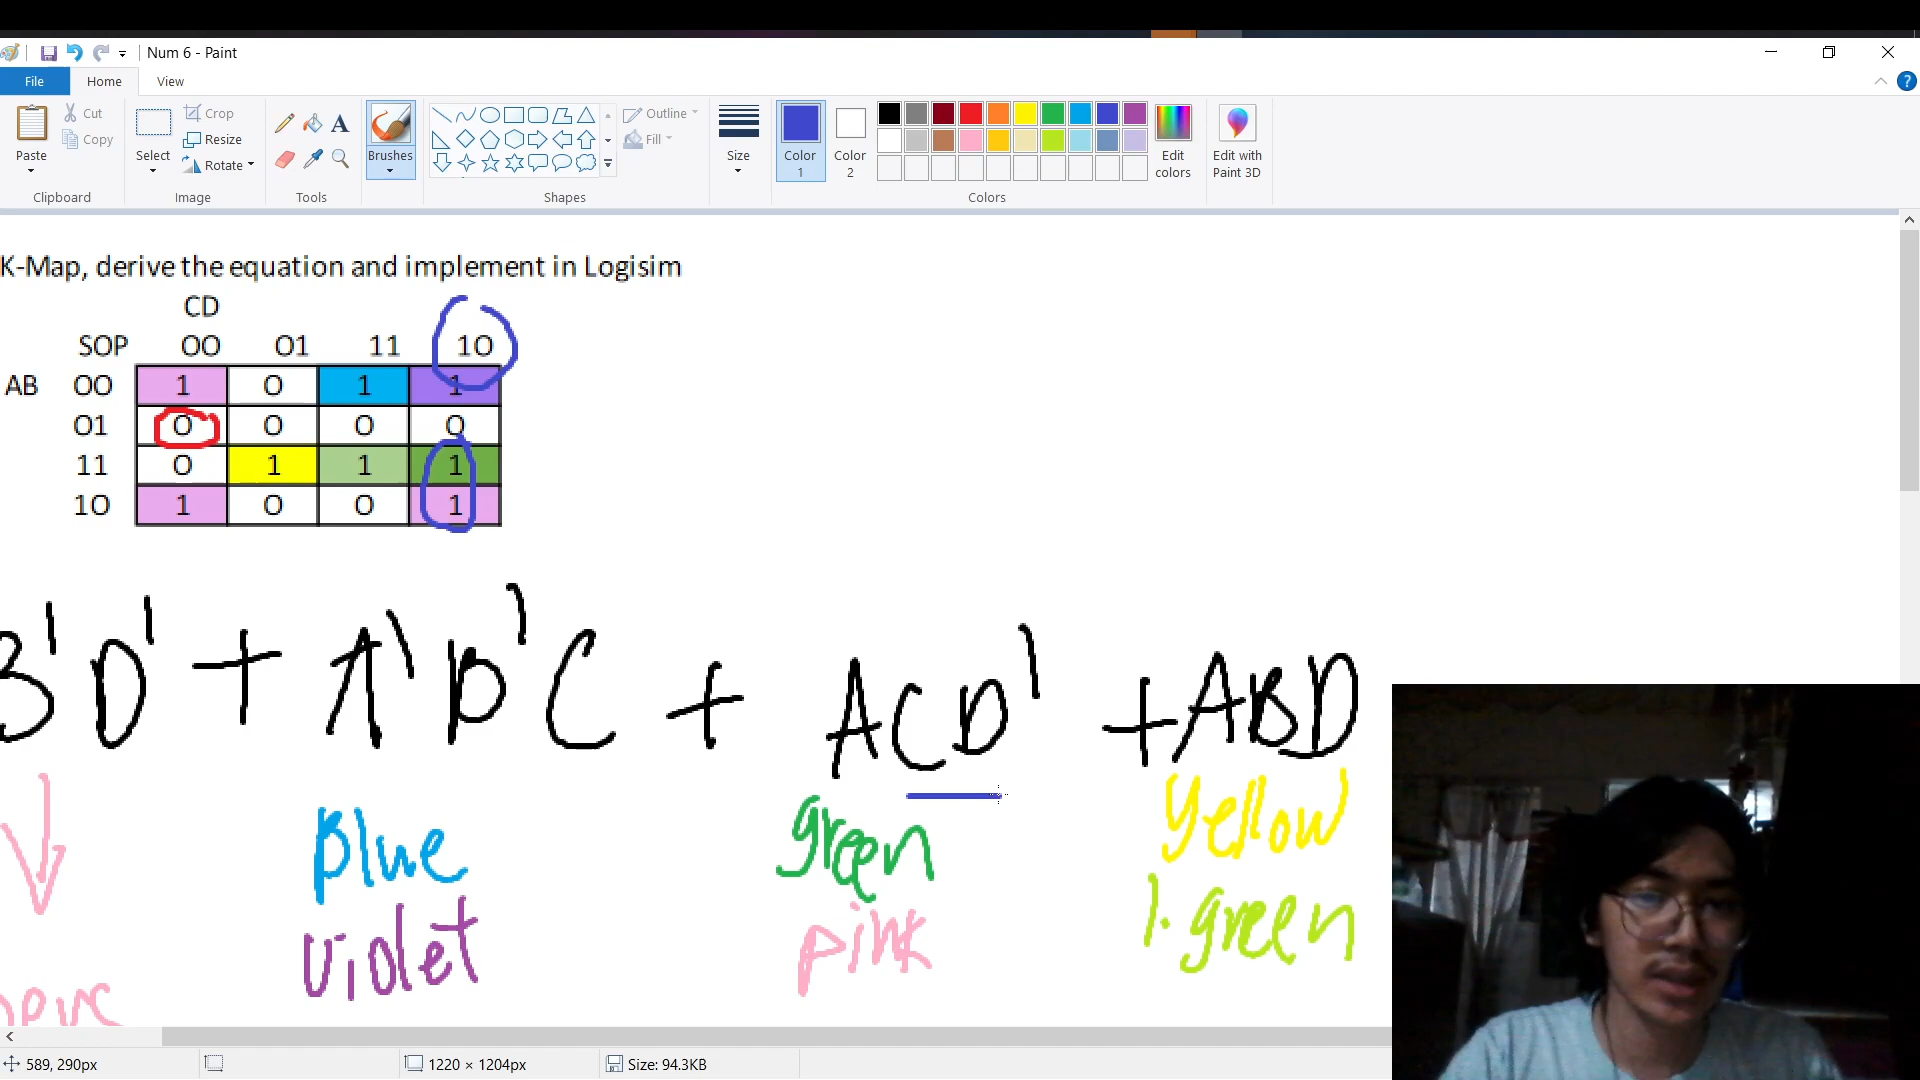 Num 6 - Paint
File Home View
Paste Cut Copy Clipboard
Select Crop Resize Rotate Image
A Tools
Brushes
Outline Fill Shapes
Size
Color 1 Color 2 Edit colors Colors
Edit with Paint 3D
?
K-Map, derive the equation and implement in Logisim
CD
SOP 00 01 11 10
AB 00 1 0 1 1
01 0 0 0 0
11 0 1 1 1
10 1 0 0 1
B'D' + A'B'C + ACD' + ABD
Blue green yellow
violet pink l. green
589, 290px 1220 × 1204px Size: 94.3KB